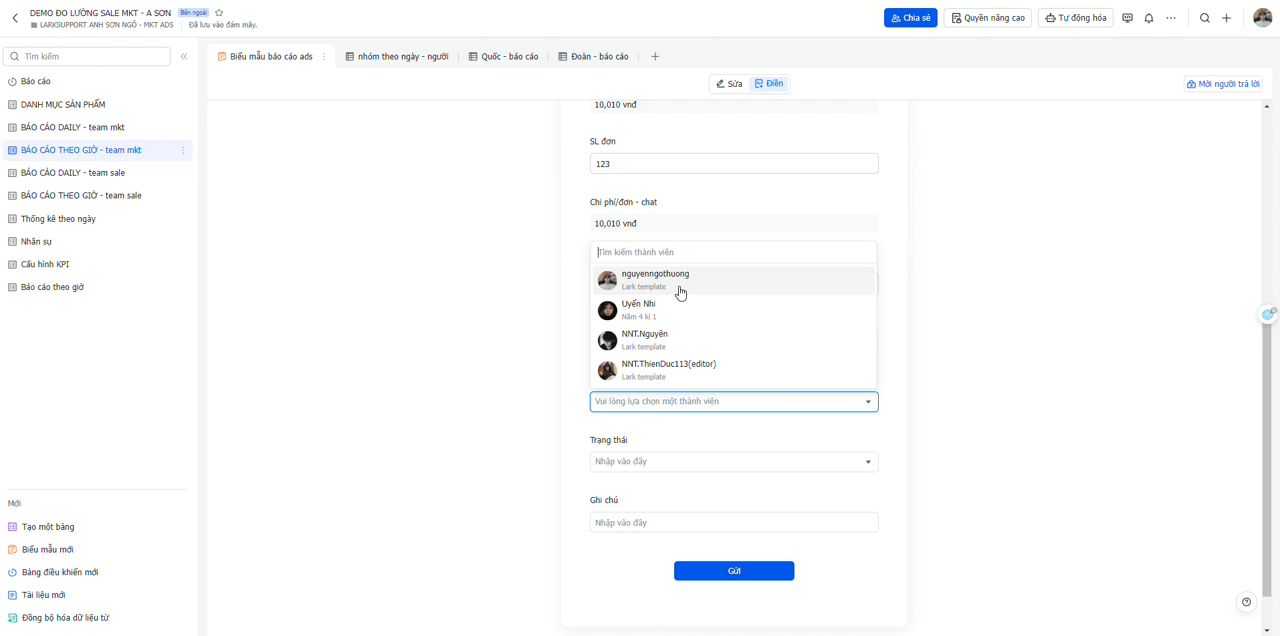 DEMO ĐO LƯỜNG SALE MKT - A SƠN Bên ngoài
LARKSUPPORT ANH SƠN NGÔ - MKT ADS Đã lưu vào đám mây.
Chia sẻ
Quyền nâng cao
Tự động hóa
Tìm kiếm
Báo cáo
DANH MỤC SẢN PHẨM
BÁO CÁO DAILY - team mkt
BÁO CÁO THEO GIỜ - team mkt
BÁO CÁO DAILY - team sale
BÁO CÁO THEO GIỜ - team sale
Thống kê theo ngày
Nhân sự
Cấu hình KPI
Báo cáo theo giờ
Mới
Tạo một bảng
Biểu mẫu mới
Bảng điều khiển mới
Tài liệu mới
Đồng bộ hóa dữ liệu từ
Biểu mẫu báo cáo ads
nhóm theo ngày - người
Quốc - báo cáo
Đoàn - báo cáo
Sửa
Điền
Mời người trả lời
10,010 vnđ
SL đơn
123
Chi phí/đơn - chat
10,010 vnđ
Tìm kiếm thành viên
nguyenngothuong
Lark template
Uyển Nhi
Năm 4 kì 1
NNT.Nguyên
Lark template
NNT.ThienDuc113(editor)
Lark template
Vui lòng lựa chọn một thành viên
Trạng thái
Nhập vào đây
Ghi chú
Nhập vào đây
Gửi